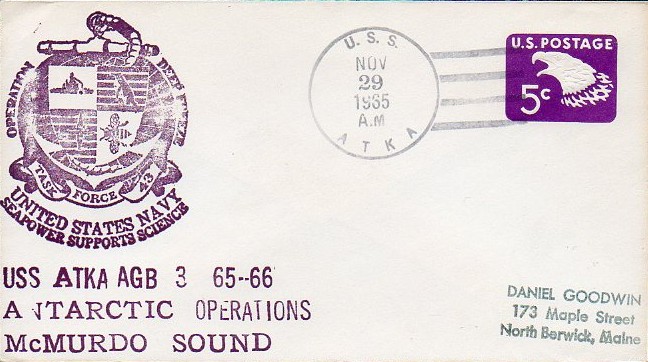 OPERATION DEEP FREEZE
TASK FORCE 43
UNITED STATES NAVY
SEAPOWER SUPPORTS SCIENCE
U.S.S.
NOV
29
1965
A.M
ATKA
U.S. POSTAGE
5c
USS ATKA AGB 3 65--66
ANTARCTIC OPERATIONS
McMURDO SOUND
DANIEL GOODWIN
173 Maple Street
North Berwick, Maine